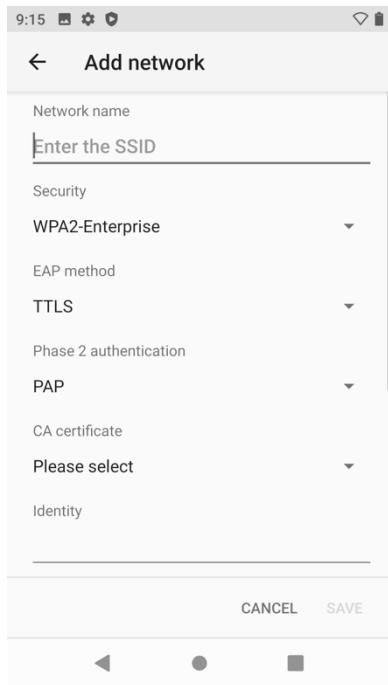 9:15
Add network
Network name
Enter the SSID
Security
WPA2-Enterprise
EAP method
TTLS
Phase 2 authentication
PAP
CA certificate
Please select
Identity
CANCEL SAVE